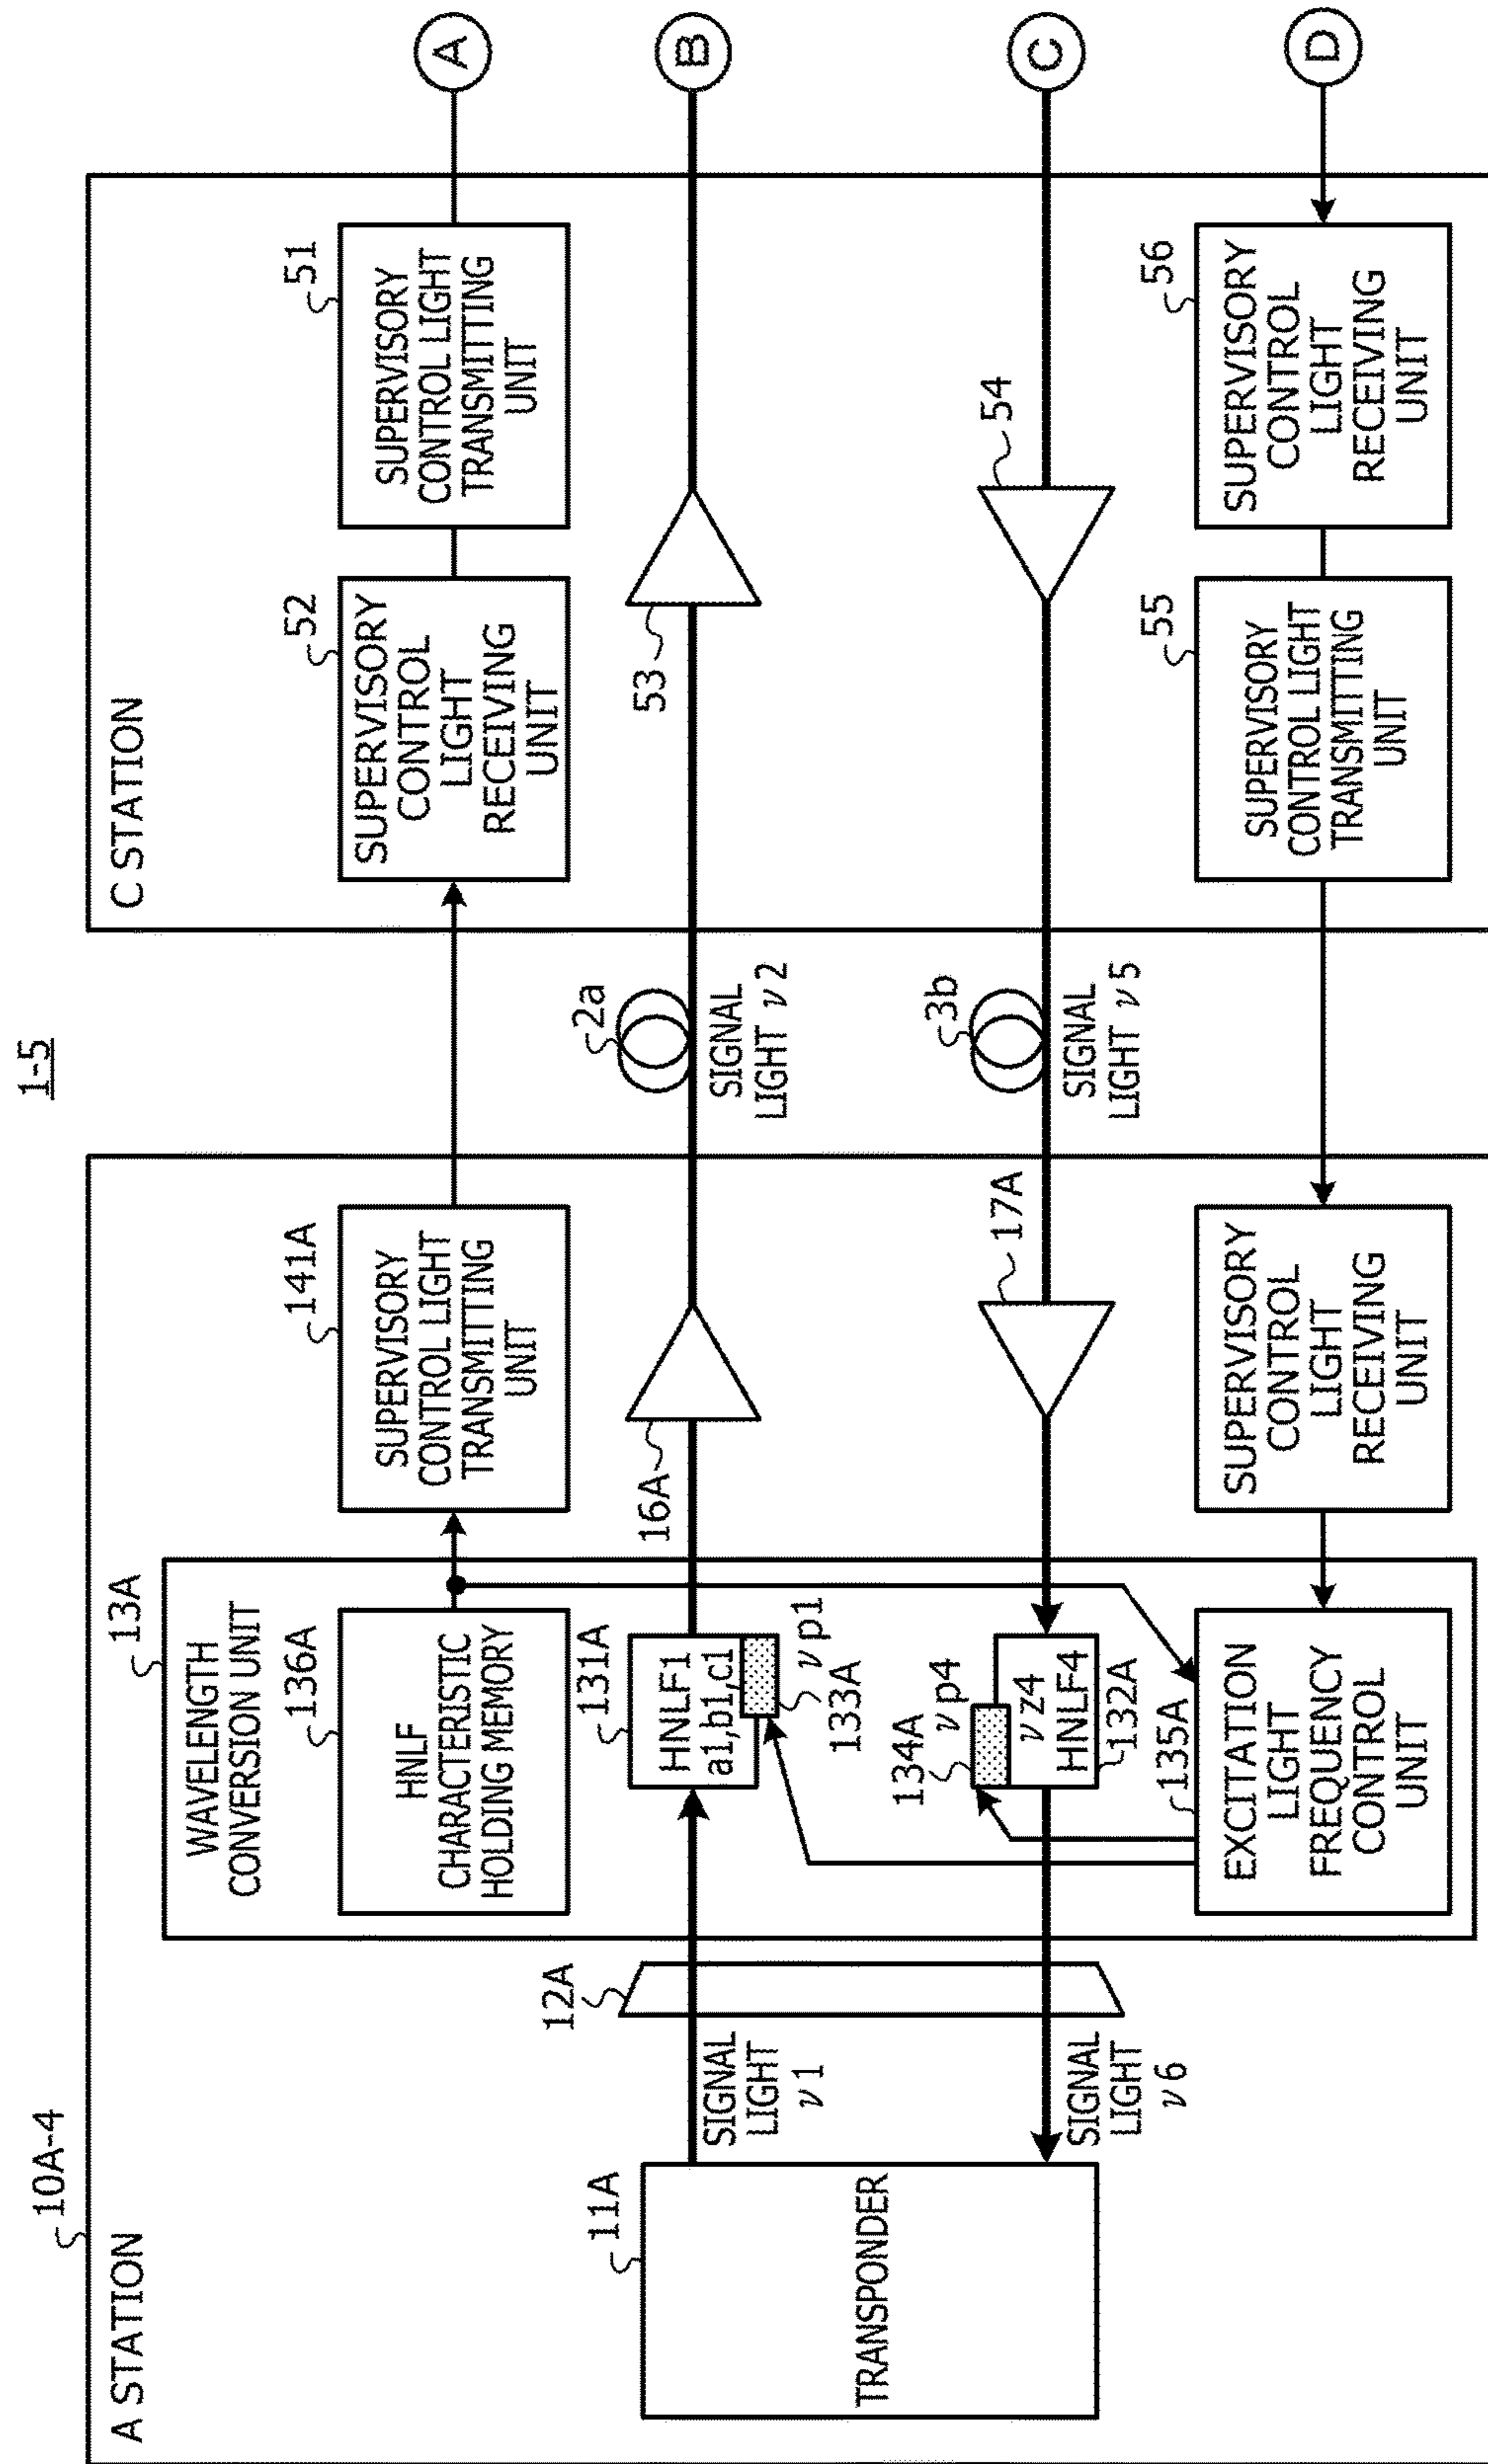 1-5
10A-4
A STATION
11A
TRANSPONDER
SIGNAL
LIGHT
ν1
SIGNAL
LIGHT
ν6
12A
13A
WAVELENGTH
CONVERSION UNIT
136A
HNLF
CHARACTERISTIC
HOLDING MEMORY
131A
HNLF1
a1,b1,c1
νp1
133A
134A
νp4
νz4
HNLF4
132A
135A
EXCITATION
LIGHT
FREQUENCY
CONTROL
UNIT
141A
SUPERVISORY
CONTROL LIGHT
TRANSMITTING
UNIT
16A
17A
SUPERVISORY
CONTROL
LIGHT
RECEIVING
UNIT
2a
SIGNAL
LIGHT ν2
3b
SIGNAL
LIGHT ν5
C STATION
52
SUPERVISORY
CONTROL
LIGHT
RECEIVING
UNIT
51
SUPERVISORY
CONTROL LIGHT
TRANSMITTING
UNIT
53
54
55
SUPERVISORY
CONTROL LIGHT
TRANSMITTING
UNIT
56
SUPERVISORY
CONTROL
LIGHT
RECEIVING
UNIT
A
B
C
D